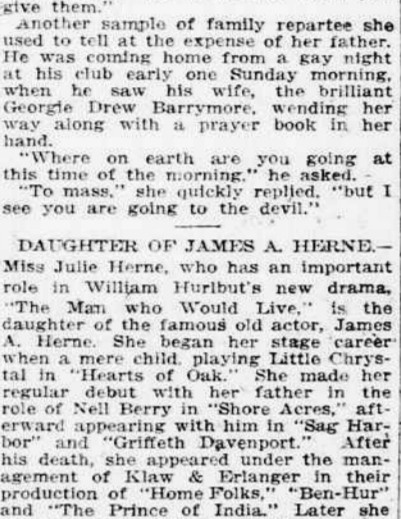 give them."
Another sample of family repartee she
used to tell at the expense of her father.
He was coming home from a gay night
at his club early one Sunday morning,
when he saw his wife, the brilliant
Georgie Drew Barrymore, wending her
way along with a prayer book in her
hand.
"Where on earth are you going at
this time of the morning," he asked.
"To mass," she quickly replied, "but I
see you are going to the devil."
DAUGHTER OF JAMES A. HERNE.—
Miss Julie Herne, who has an important
role in William Hurlbut's new drama,
"The Man who Would Live," is the
daughter of the famous old actor, James
A. Herne. She began her stage career
when a mere child, playing Little Chrys-
tal in "Hearts of Oak." She made her
regular debut with her father in the
role of Nell Berry in "Shore Acres," aft-
erward appearing with him in "Sag Har-
bor" and "Griffeth Davenport." After
his death, she appeared under the man-
agement of Klaw & Erlanger in their
production of "Home Folks," "Ben-Hur"
and "The Prince of India." Later she